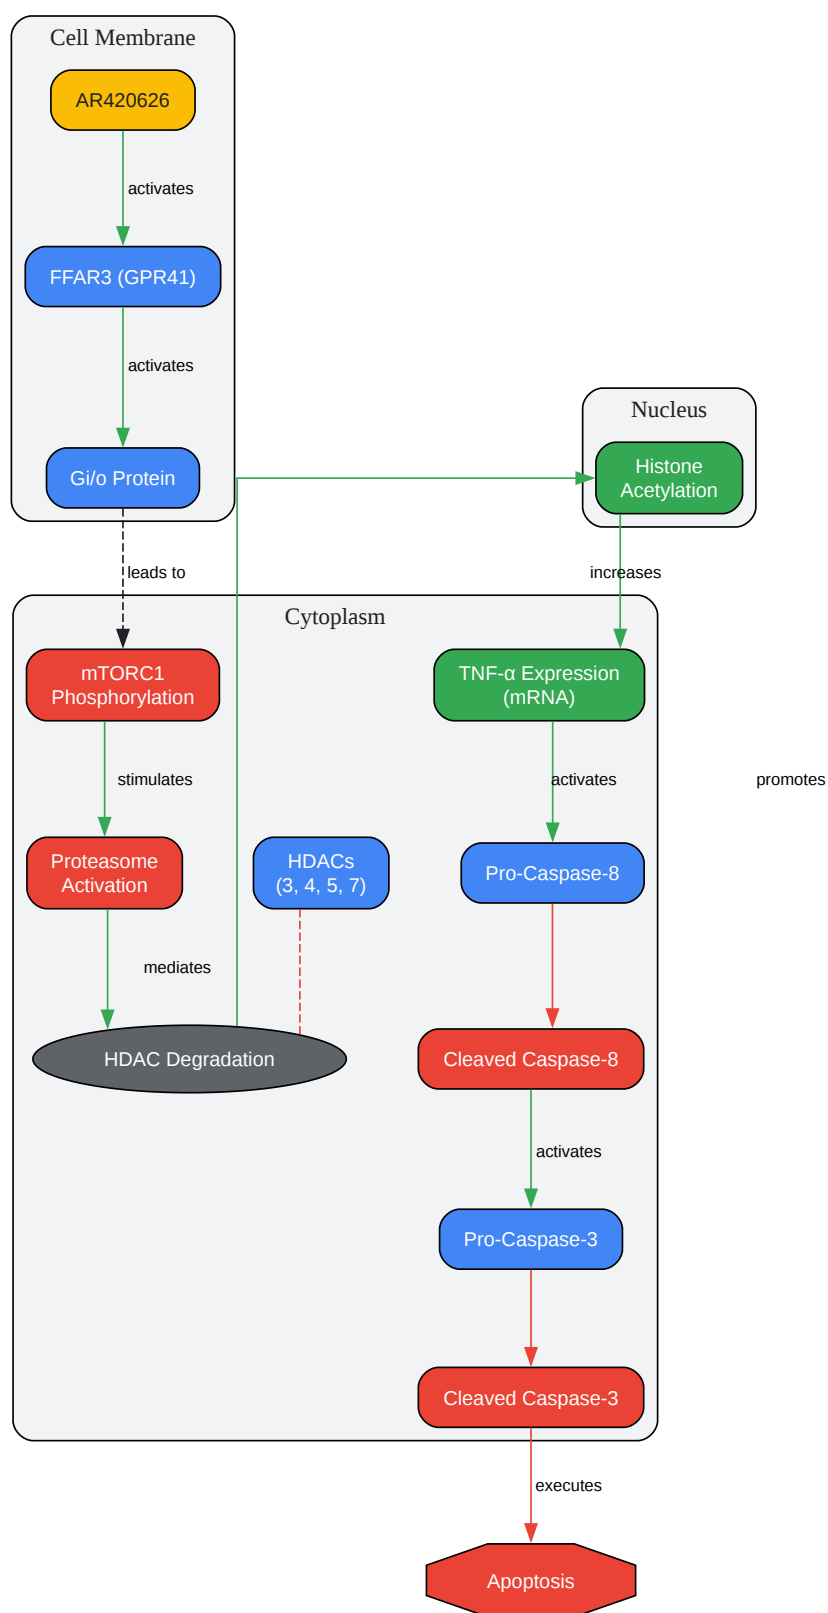 Cell Membrane
AR420626
activates
FFAR3 (GPR41)
activates
Nucleus
Histone
Acetylation
Gi/o Protein
leads to
increases
Cytoplasm
mTORC1
Phosphorylation
TNF-α Expression
(mRNA)
stimulates
activates
promotes
Proteasome
Activation
HDACs
(3, 4, 5, 7)
Pro-Caspase-8
mediates
HDAC Degradation
Cleaved Caspase-8
activates
Pro-Caspase-3
Cleaved Caspase-3
executes
Apoptosis